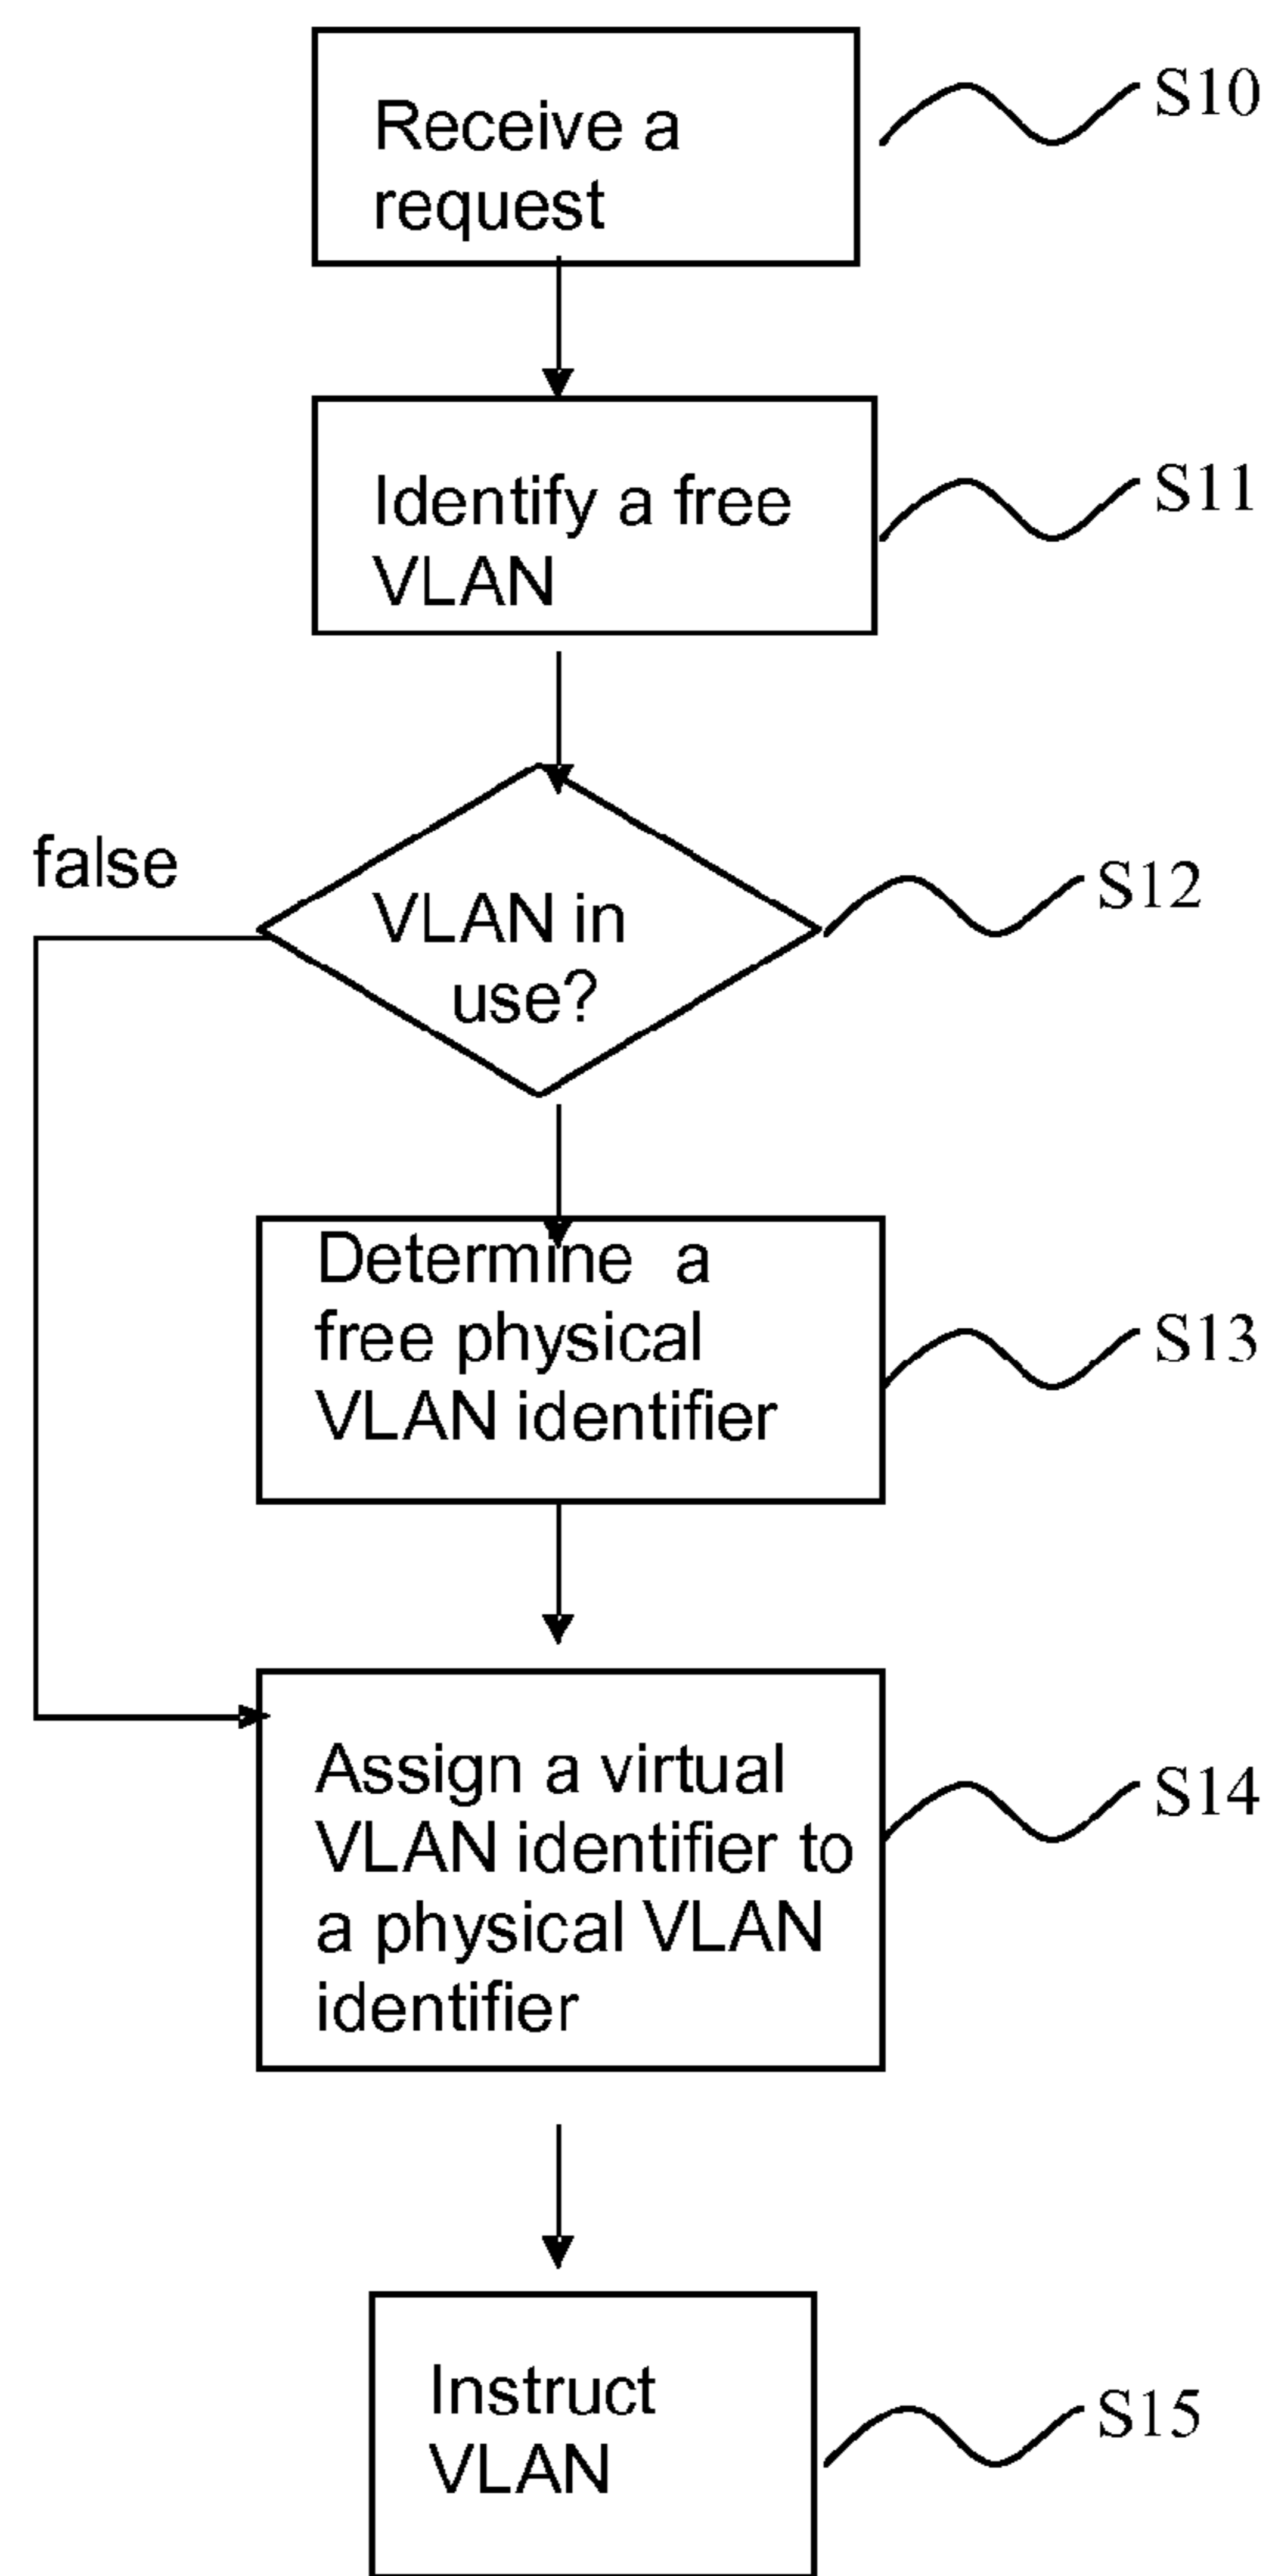 Receive a
request
S10
Identify a free
VLAN
S11
false
VLAN in
use?
S12
Determine a
free physical
VLAN identifier
S13
Assign a virtual
VLAN identifier to
a physical VLAN
identifier
S14
Instruct
VLAN
S15